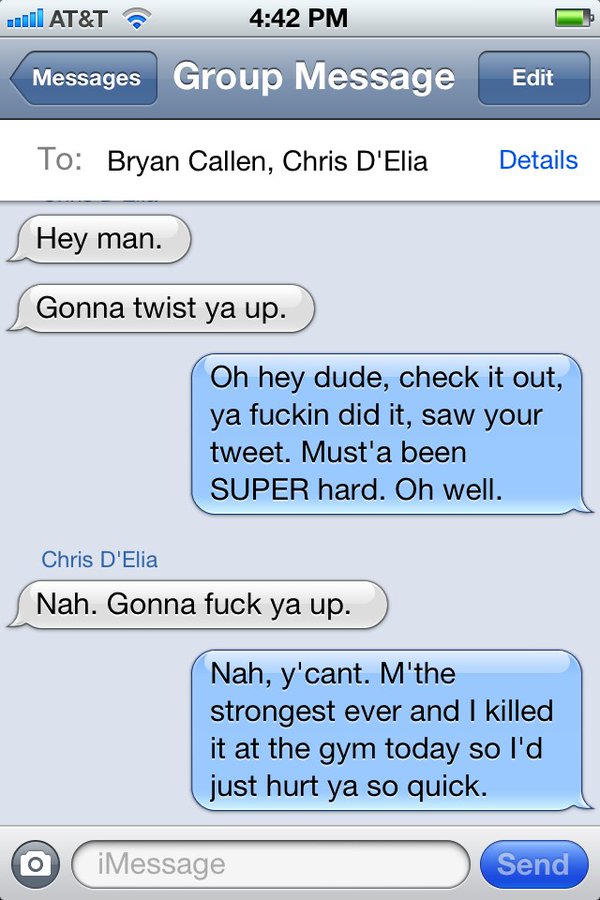 AT&T 4:42 PM
Messages Group Message Edit
To: Bryan Callen, Chris D'Elia Details
Chris D'Elia
Hey man.
Gonna twist ya up.
Oh hey dude, check it out,
ya fuckin did it, saw your
tweet. Must'a been
SUPER hard. Oh well.
Chris D'Elia
Nah. Gonna fuck ya up.
Nah, y'cant. M'the
strongest ever and I killed
it at the gym today so I'd
just hurt ya so quick.
iMessage Send